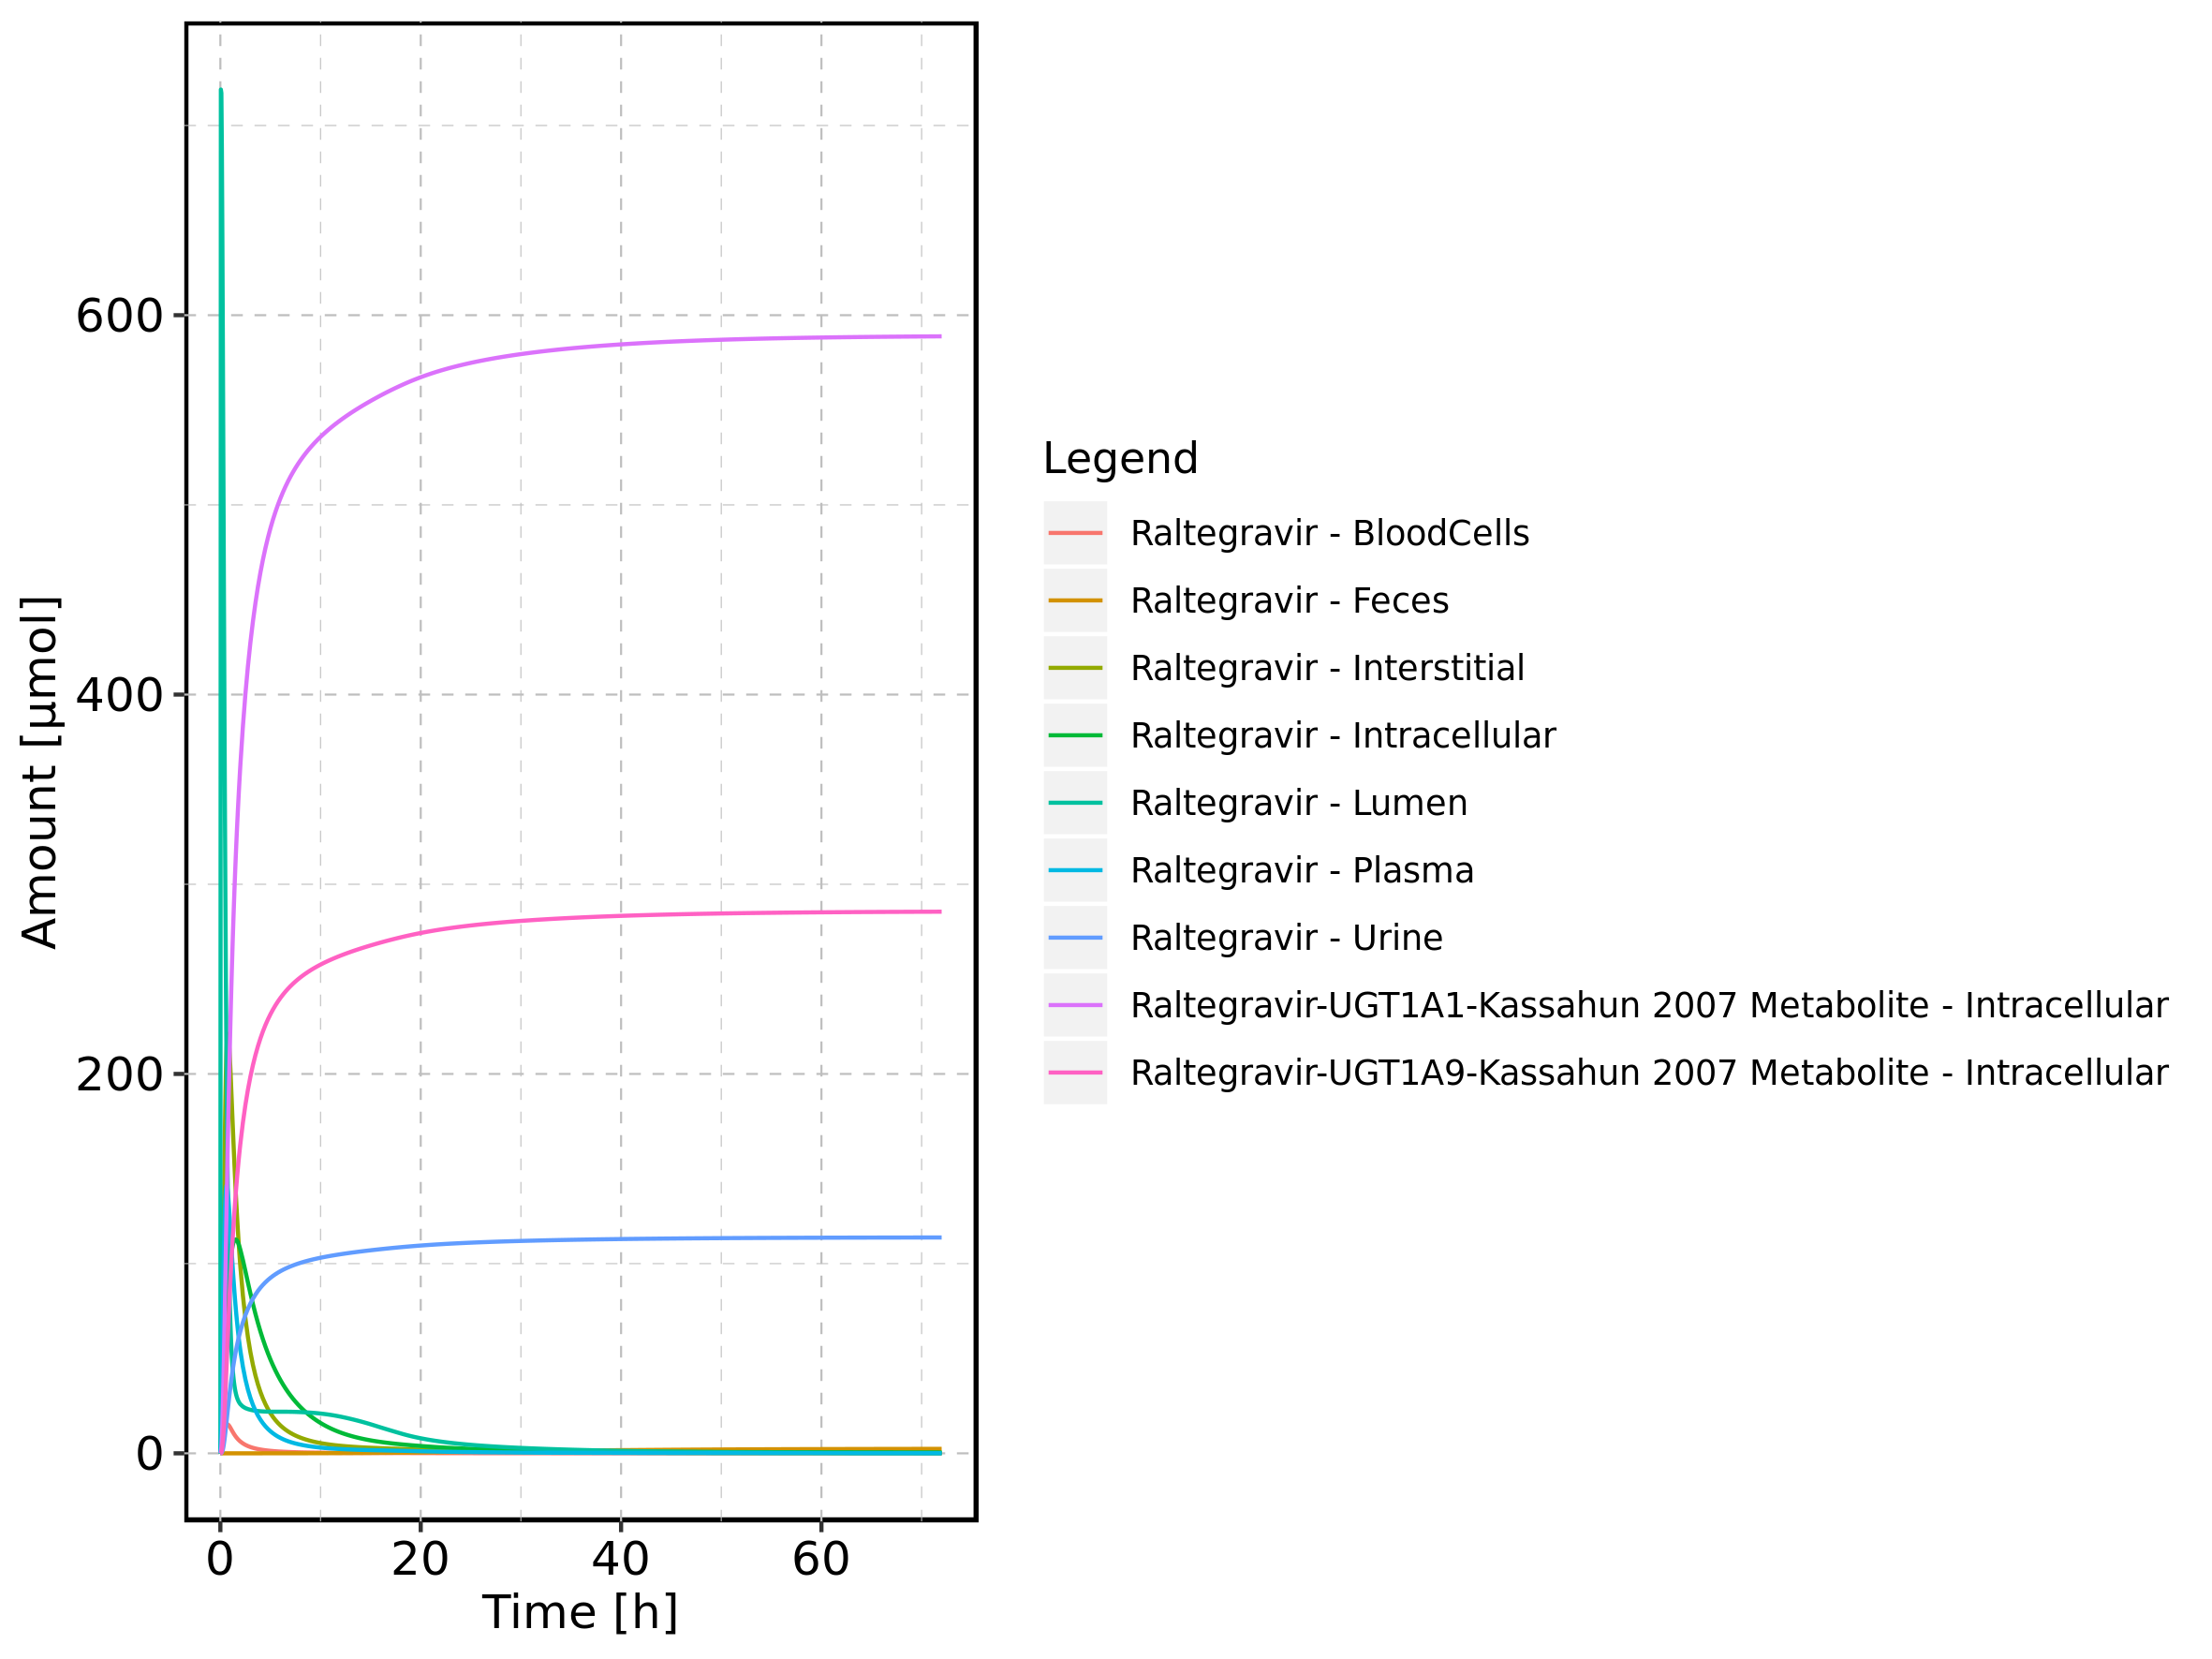 Amount [µmol]
600
400
200
0
0 20 40 60
Time [h]
Legend
Raltegravir - BloodCells
Raltegravir - Feces
Raltegravir - Interstitial
Raltegravir - Intracellular
Raltegravir - Lumen
Raltegravir - Plasma
Raltegravir - Urine
Raltegravir-UGT1A1-Kassahun 2007 Metabolite - Intracellular
Raltegravir-UGT1A9-Kassahun 2007 Metabolite - Intracellular